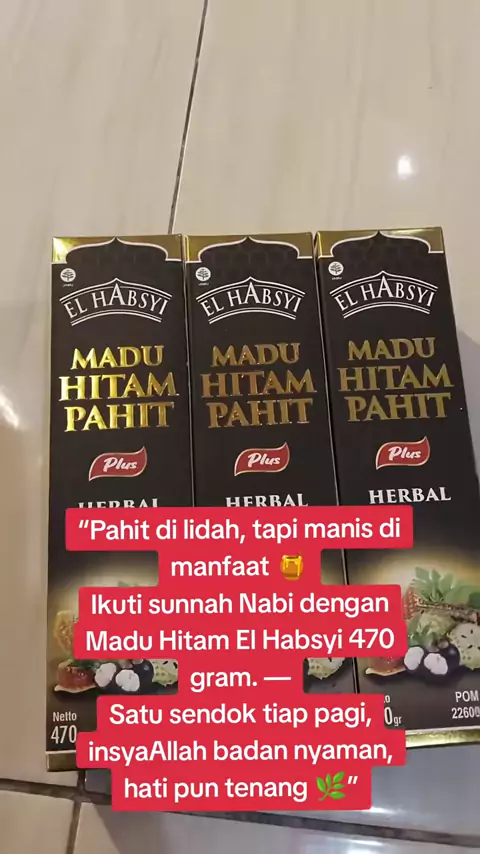 EL HABSYI
MADU
HITAM
PAHIT
Plus
HERBAL
EL HABSYI
MADU
HITAM
PAHIT
Plus
HERBAL
EL HABSYI
MADU
HITAM
PAHIT
Plus
HERBAL
“Pahit di lidah, tapi manis di
manfaat 🍯
Ikuti sunnah Nabi dengan
Madu Hitam El Habsyi 470
gram. —
Satu sendok tiap pagi,
insyaAllah badan nyaman,
hati pun tenang 🌿”
Netto
470
gr
POM